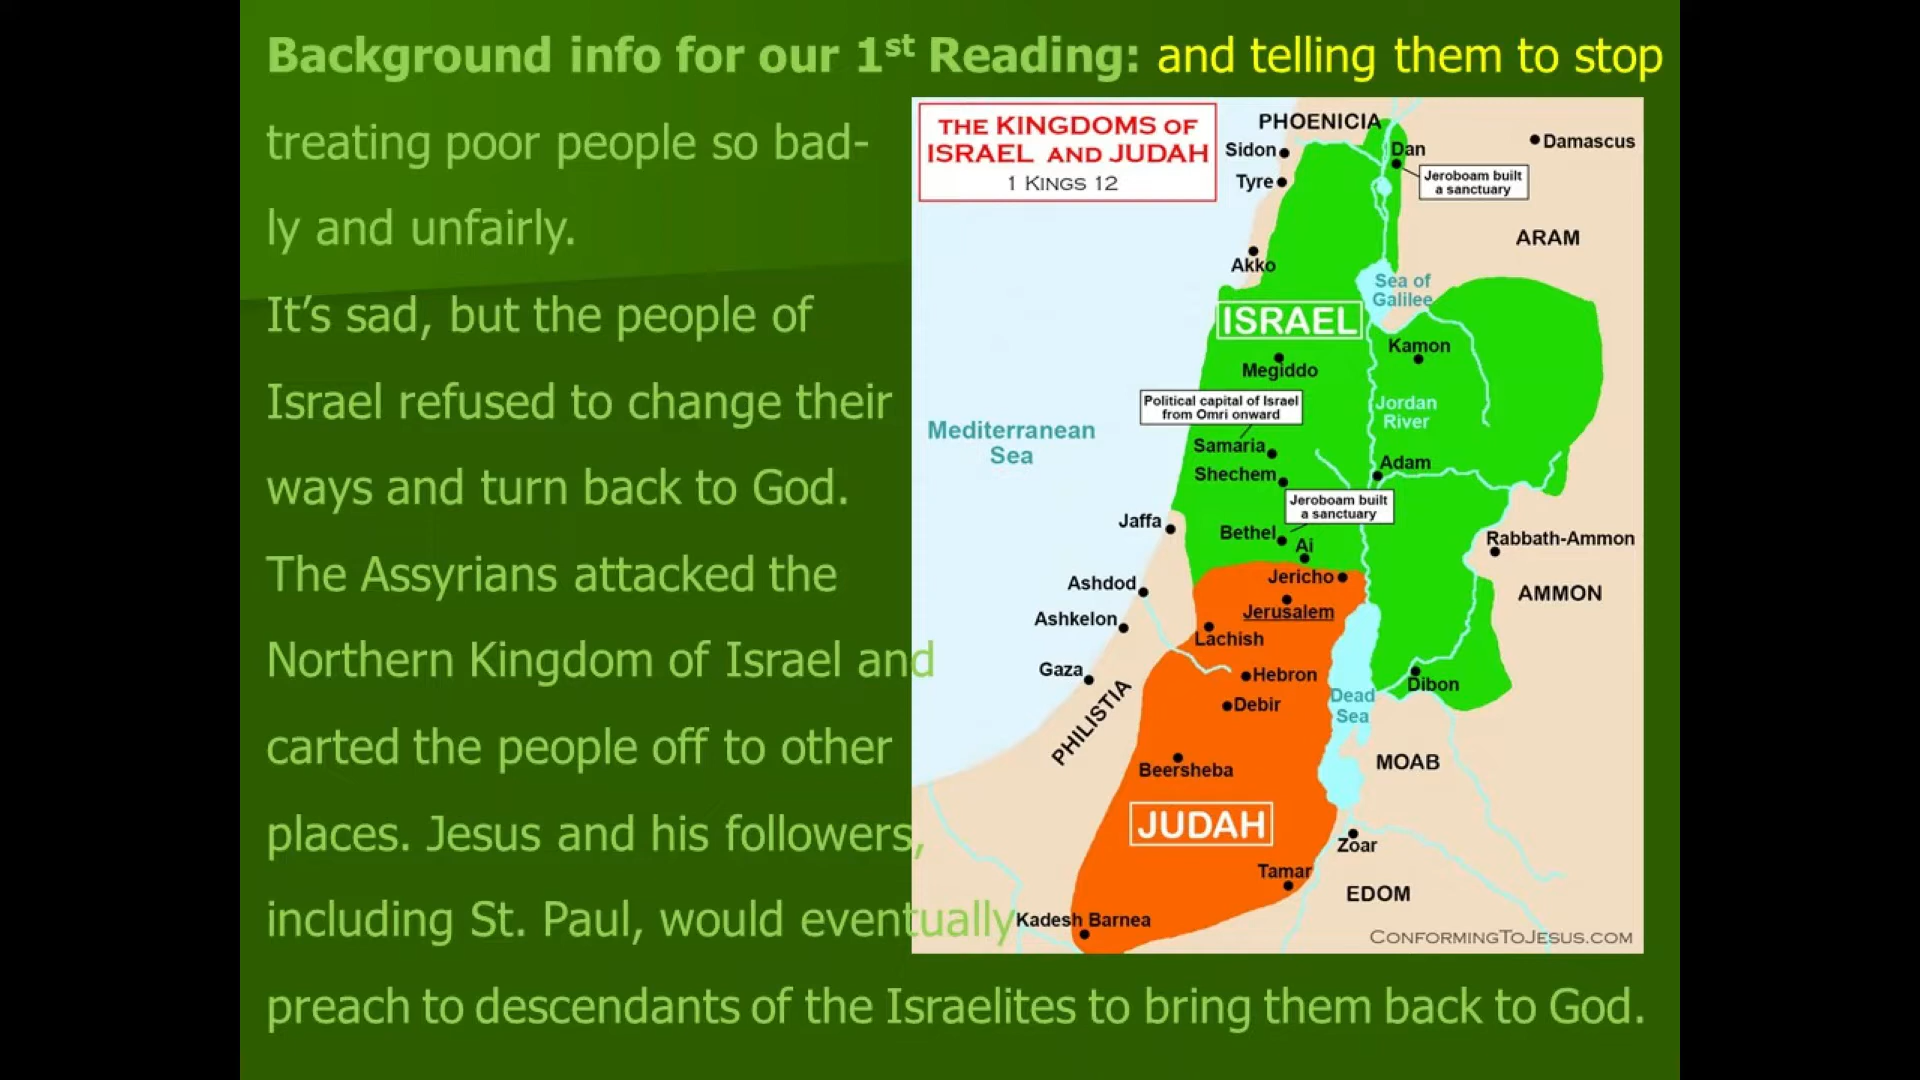 Background info for our 1st Reading: and telling them to stop
treating poor people so bad-
ly and unfairly.
It's sad, but the people of
Israel refused to change their
ways and turn back to God.
The Assyrians attacked the
Northern Kingdom of Israel and
carted the people off to other
places. Jesus and his followers,
including St. Paul, would eventually
preach to descendants of the Israelites to bring them back to God.
THE KINGDOMS OF
ISRAEL AND JUDAH
1 KINGS 12
PHOENICIA
Sidon
Tyre
Dan
Jeroboam built
a sanctuary
Damascus
ARAM
Akko
Sea of
Galilee
ISRAEL
Kamon
Megiddo
Political capital of Israel
from Omri onward
Jordan
River
Mediterranean
Sea
Samaria
Shechem
Adam
Jeroboam built
a sanctuary
Jaffa
Bethel
Ai
Rabbath-Ammon
Jericho
Ashdod
AMMON
Jerusalem
Ashkelon
Lachish
Gaza
Hebron
Debir
Dibon
Dead
Sea
PHILISTIA
MOAB
Beersheba
JUDAH
Zoar
Tamar
EDOM
Kadesh Barnea
CONFORMINGTOJESUS.COM